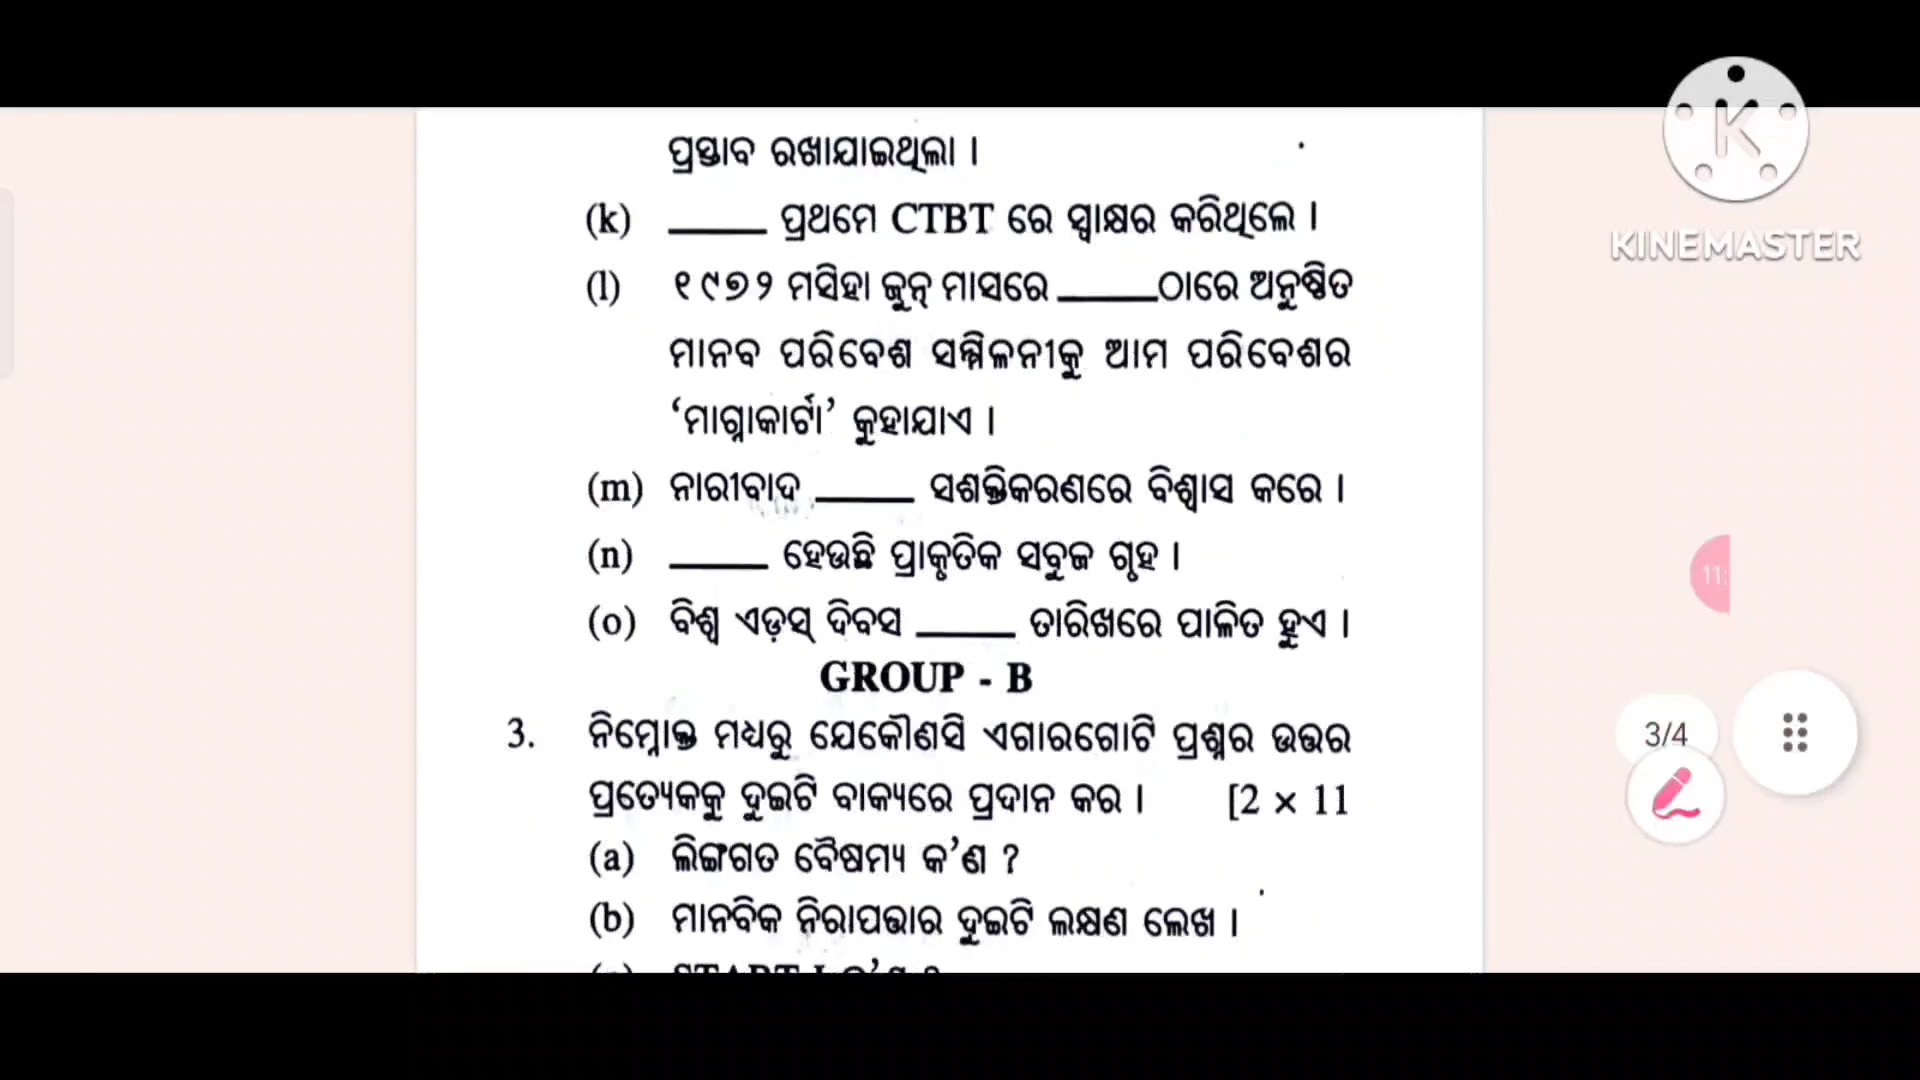 ପ୍ରସ୍ତାବ ରଖାଯାଇଥିଲା ।
(k) _____ ପ୍ରଥମେ CTBT ରେ ସ୍ୱାକ୍ଷର କରିଥିଲେ ।
(l) ୧୯୭୨ ମସିହା ଜୁନ୍ ମାସରେ _____ଠାରେ ଅନୁଷ୍ଠିତ
ମାନବ ପରିବେଶ ସମ୍ମିଳନୀକୁ ଆମ ପରିବେଶର
‘ମାଗ୍ନାକାର୍ଟା’ କୁହାଯାଏ ।
(m) ନାରୀବାଦ _____ ସଶକ୍ତିକରଣରେ ବିଶ୍ୱାସ କରେ ।
(n) _____ ହେଉଛି ପ୍ରାକୃତିକ ସବୁଜ ଗୃହ ।
(o) ବିଶ୍ୱ ଏଡ଼ସ୍ ଦିବସ _____ ତାରିଖରେ ପାଳିତ ହୁଏ ।
GROUP - B
3. ନିମ୍ନୋକ୍ତ ମଧ୍ୟରୁ ଯେକୌଣସି ଏଗାରଗୋଟି ପ୍ରଶ୍ନର ଉତ୍ତର
ପ୍ରତ୍ୟେକକୁ ଦୁଇଟି ବାକ୍ୟରେ ପ୍ରଦାନ କର । [2 × 11
(a) ଲିଙ୍ଗଗତ ବୈଷମ୍ୟ କ’ଣ ?
(b) ମାନବିକ ନିରାପତ୍ତାର ଦୁଇଟି ଲକ୍ଷଣ ଲେଖ ।
K
KINEMASTER
11:
3/4